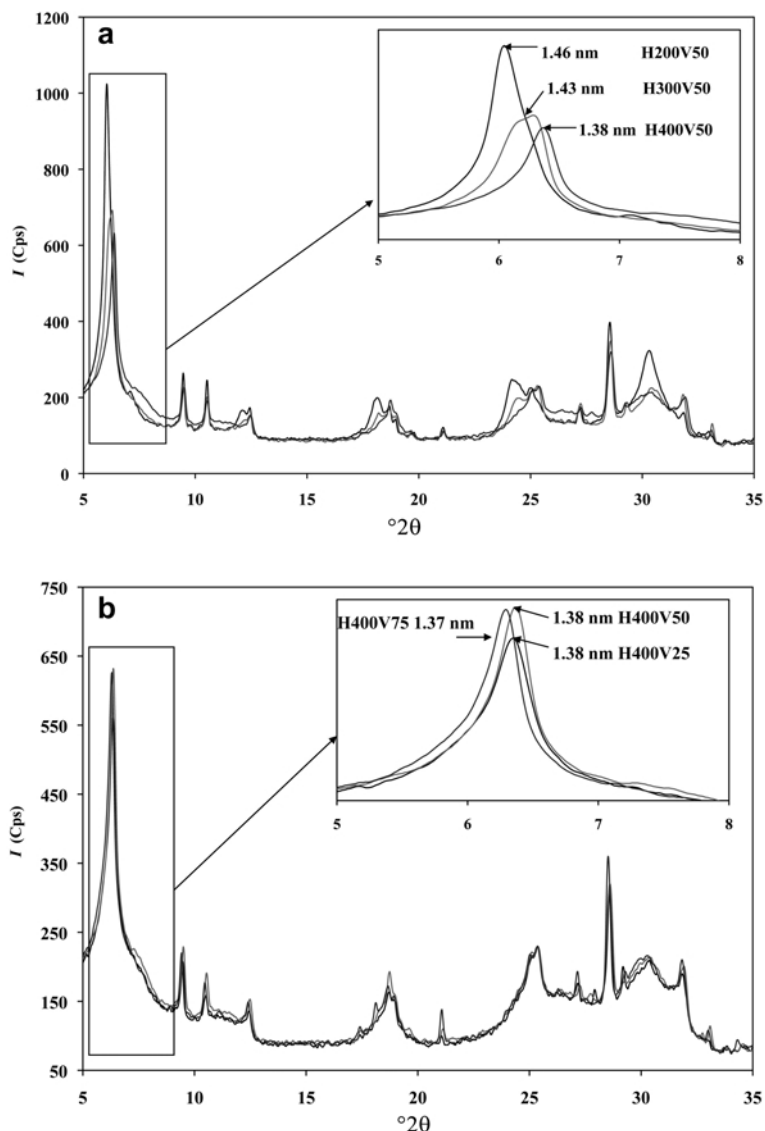 a
1200
1000
800
600
400
200
0
I (Cps)
5 10 15 20 25 30 35
°2θ
1.46 nm H200V50
1.43 nm H300V50
1.38 nm H400V50
5 6 7 8
b
750
650
550
450
350
250
150
50
I (Cps)
5 10 15 20 25 30 35
°2θ
H400V75 1.37 nm
1.38 nm H400V50
1.38 nm H400V25
5 6 7 8